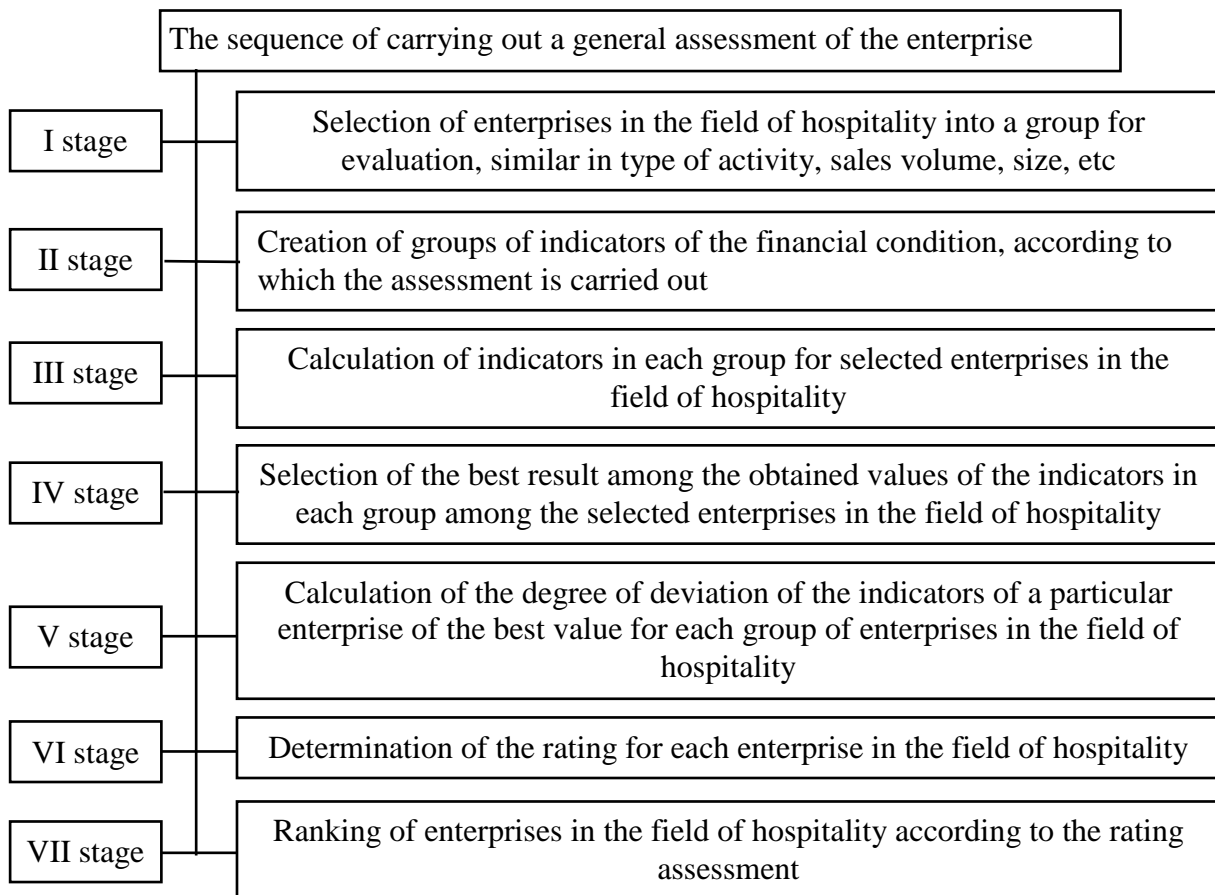 The sequence of carrying out a general assessment of the enterprise
I stage
Selection of enterprises in the field of hospitality into a group for
evaluation, similar in type of activity, sales volume, size, etc
II stage
Creation of groups of indicators of the financial condition, according to
which the assessment is carried out
III stage
Calculation of indicators in each group for selected enterprises in the
field of hospitality
IV stage
Selection of the best result among the obtained values of the indicators in
each group among the selected enterprises in the field of hospitality
V stage
Calculation of the degree of deviation of the indicators of a particular
enterprise of the best value for each group of enterprises in the field of
hospitality
VI stage
Determination of the rating for each enterprise in the field of hospitality
VII stage
Ranking of enterprises in the field of hospitality according to the rating
assessment